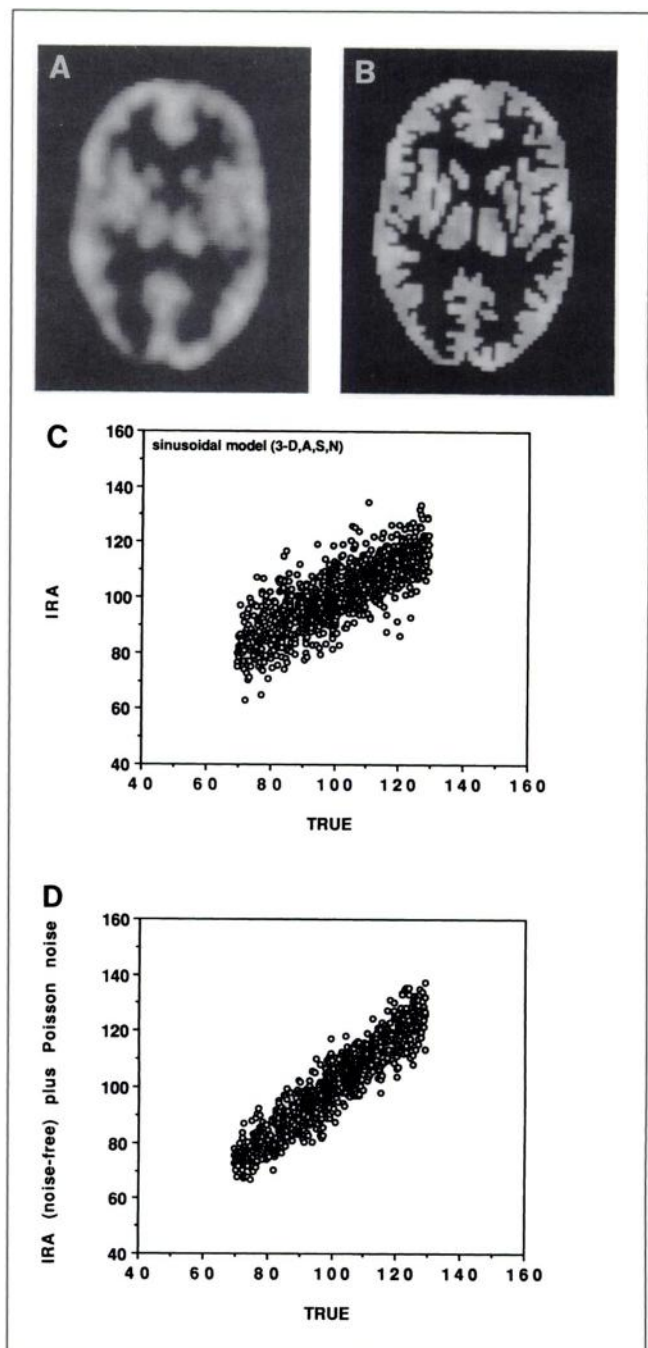 A
B
C
160
sinusoidal model (3-D,A,S,N)
140
120
100
80
60
40
IRA
40 60 80 100 120 140 160
TRUE
D
160
140
120
100
80
60
40
IRA (noise-free) plus Poisson noise
40 60 80 100 120 140 160
TRUE